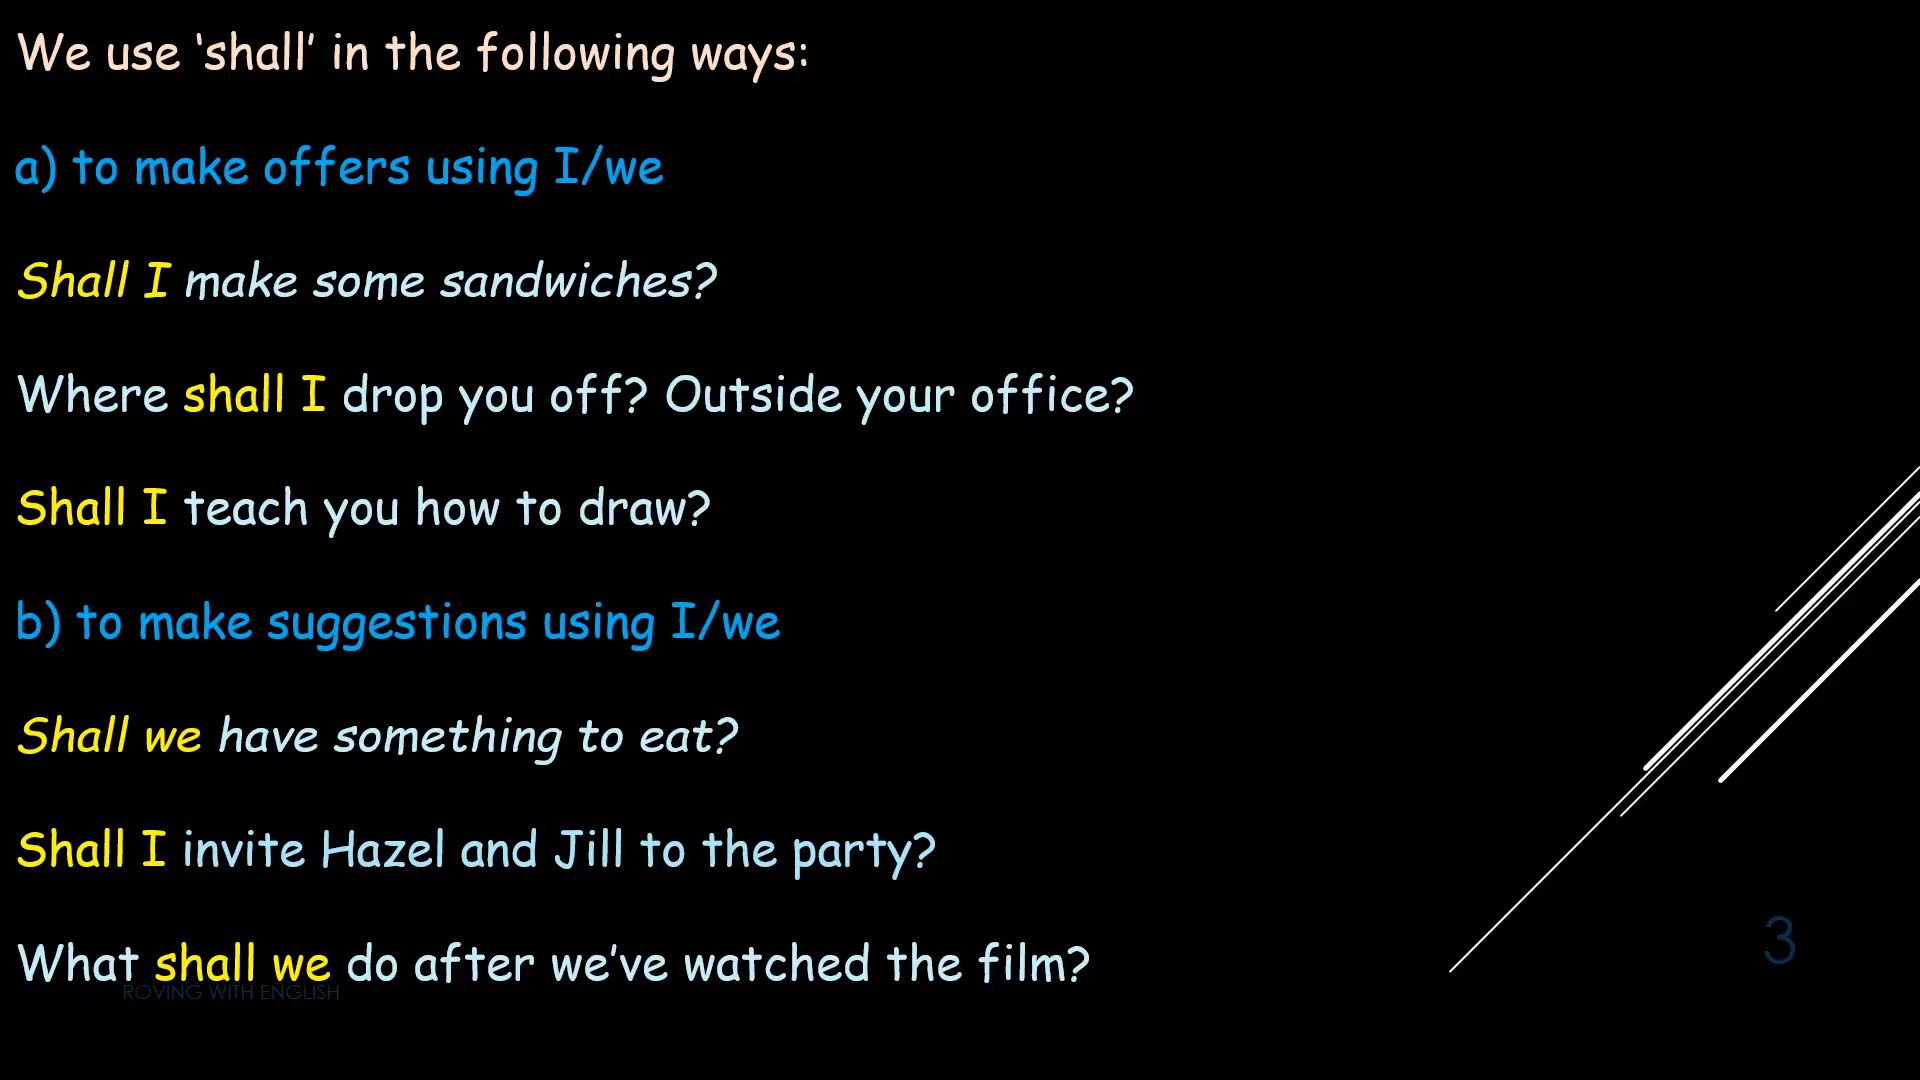 We use ‘shall’ in the following ways:
a) to make offers using I/we
Shall I make some sandwiches?
Where shall I drop you off? Outside your office?
Shall I teach you how to draw?
b) to make suggestions using I/we
Shall we have something to eat?
Shall I invite Hazel and Jill to the party?
What shall we do after we’ve watched the film?
ROVING WITH ENGLISH
3